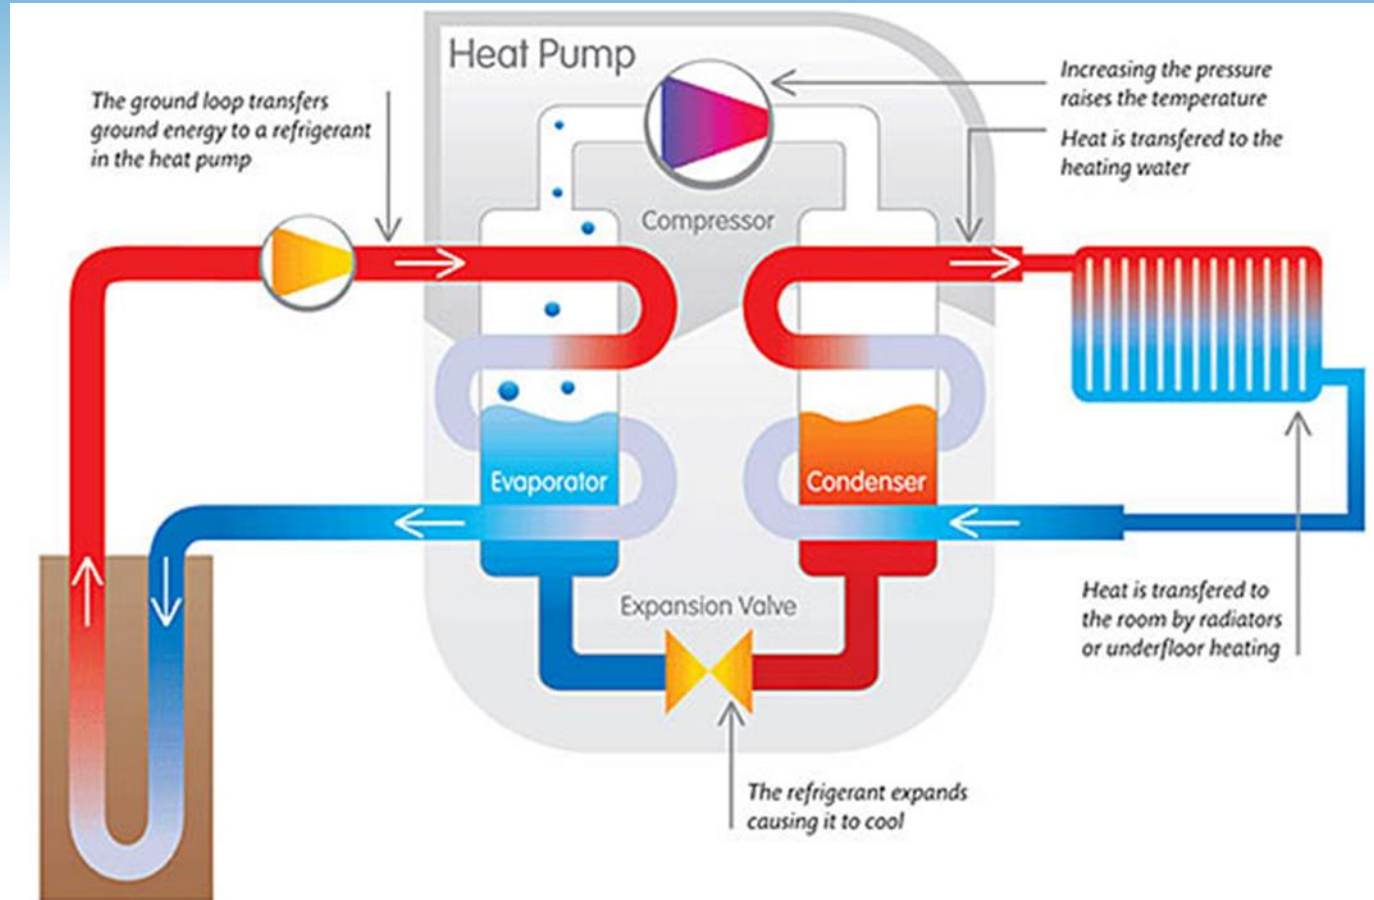 Heat Pump
The ground loop transfers
ground energy to a refrigerant
in the heat pump
Increasing the pressure
raises the temperature
Heat is transfered to the
heating water
Compressor
Evaporator
Condenser
Expansion Valve
Heat is transfered to
the room by radiators
or underfloor heating
The refrigerant expands
causing it to cool